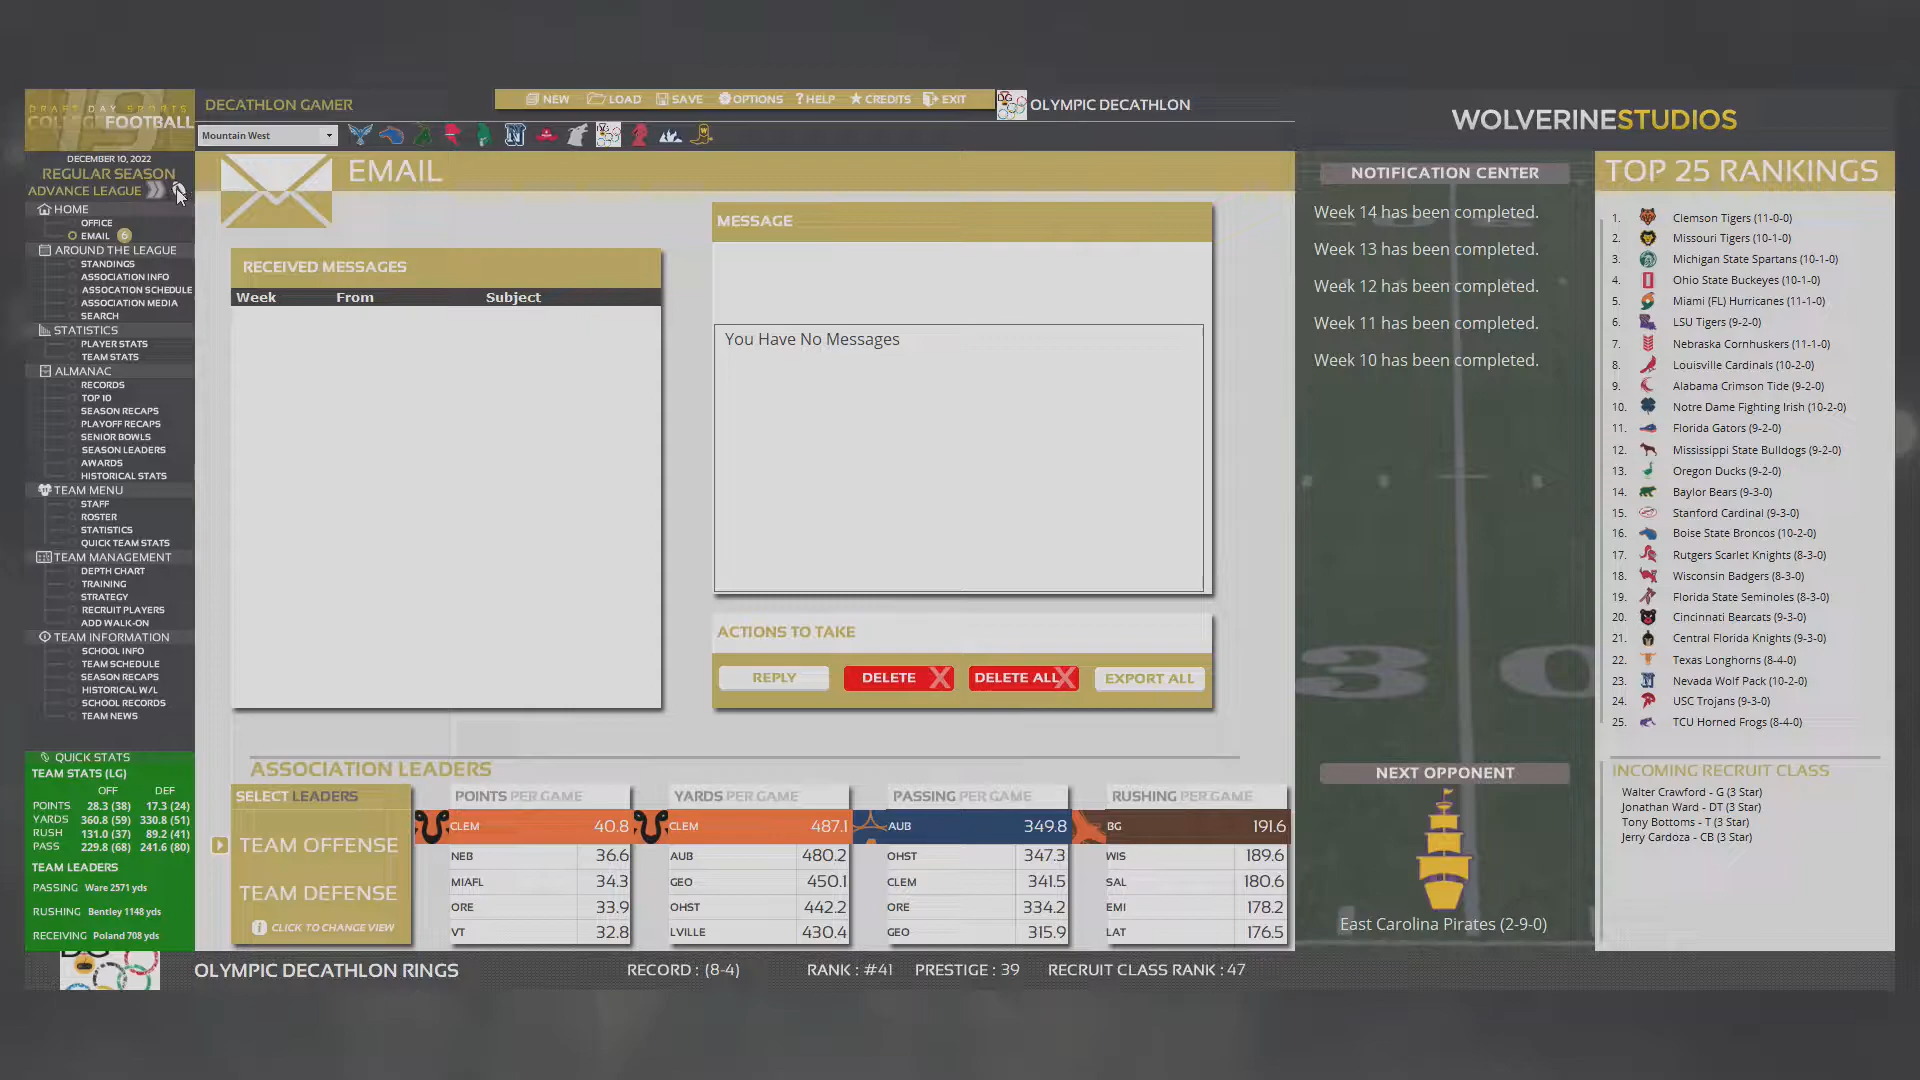 DRAFT DAY SPORTS
COLLEGE FOOTBALL
DECATHLON GAMER
NEW LOAD SAVE OPTIONS ? HELP CREDITS EXIT
OLYMPIC DECATHLON
WOLVERINESTUDIOS
Mountain West
DECEMBER 10, 2022
REGULAR SEASON
ADVANCE LEAGUE
HOME
OFFICE
EMAIL 6
AROUND THE LEAGUE
STANDINGS
ASSOCIATION INFO
ASSOCATION SCHEDULE
ASSOCIATION MEDIA
SEARCH
STATISTICS
PLAYER STATS
TEAM STATS
ALMANAC
RECORDS
TOP 10
SEASON RECAPS
PLAYOFF RECAPS
SENIOR BOWLS
SEASON LEADERS
AWARDS
HISTORICAL STATS
TEAM MENU
STAFF
ROSTER
STATISTICS
QUICK TEAM STATS
TEAM MANAGEMENT
DEPTH CHART
TRAINING
STRATEGY
RECRUIT PLAYERS
ADD WALK-ON
TEAM INFORMATION
SCHOOL INFO
TEAM SCHEDULE
SEASON RECAPS
HISTORICAL W/L
SCHOOL RECORDS
TEAM NEWS
QUICK STATS
TEAM STATS (LG)
OFF DEF
POINTS 28.3 (38) 17.3 (24)
YARDS 360.8 (59) 330.8 (51)
RUSH 131.0 (37) 89.2 (41)
PASS 229.8 (68) 241.6 (80)
TEAM LEADERS
PASSING Ware 2571 yds
RUSHING Bentley 1148 yds
RECEIVING Poland 708 yds
EMAIL
RECEIVED MESSAGES
Week From Subject
MESSAGE
You Have No Messages
ACTIONS TO TAKE
REPLY DELETE X DELETE ALL X EXPORT ALL
ASSOCIATION LEADERS
SELECT LEADERS
TEAM OFFENSE
TEAM DEFENSE
CLICK TO CHANGE VIEW
POINTS PER GAME
CLEM 40.8
NEB 36.6
MIAFL 34.3
ORE 33.9
VT 32.8
YARDS PER GAME
CLEM 487.1
AUB 480.2
GEO 450.1
OHST 442.2
LVILLE 430.4
PASSING PER GAME
AUB 349.8
OHST 347.3
CLEM 341.5
ORE 334.2
GEO 315.9
RUSHING PER GAME
BG 191.6
WIS 189.6
SAL 180.6
EMI 178.2
LAT 176.5
NOTIFICATION CENTER
Week 14 has been completed.
Week 13 has been completed.
Week 12 has been completed.
Week 11 has been completed.
Week 10 has been completed.
3 0
NEXT OPPONENT
East Carolina Pirates (2-9-0)
TOP 25 RANKINGS
1. Clemson Tigers (11-0-0)
2. Missouri Tigers (10-1-0)
3. Michigan State Spartans (10-1-0)
4. Ohio State Buckeyes (10-1-0)
5. Miami (FL) Hurricanes (11-1-0)
6. LSU Tigers (9-2-0)
7. Nebraska Cornhuskers (11-1-0)
8. Louisville Cardinals (10-2-0)
9. Alabama Crimson Tide (9-2-0)
10. Notre Dame Fighting Irish (10-2-0)
11. Florida Gators (9-2-0)
12. Mississippi State Bulldogs (9-2-0)
13. Oregon Ducks (9-2-0)
14. Baylor Bears (9-3-0)
15. Stanford Cardinal (9-3-0)
16. Boise State Broncos (10-2-0)
17. Rutgers Scarlet Knights (8-3-0)
18. Wisconsin Badgers (8-3-0)
19. Florida State Seminoles (8-3-0)
20. Cincinnati Bearcats (9-3-0)
21. Central Florida Knights (9-3-0)
22. Texas Longhorns (8-4-0)
23. Nevada Wolf Pack (10-2-0)
24. USC Trojans (9-3-0)
25. TCU Horned Frogs (8-4-0)
INCOMING RECRUIT CLASS
Walter Crawford - G (3 Star)
Jonathan Ward - DT (3 Star)
Tony Bottoms - T (3 Star)
Jerry Cardoza - CB (3 Star)
OLYMPIC DECATHLON RINGS RECORD : (8-4) RANK : #41 PRESTIGE : 39 RECRUIT CLASS RANK : 47